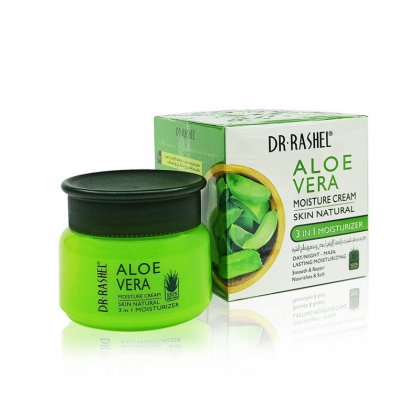 DR·RASHEL®
ALOE
VERA
MOISTURE CREAM
SKIN NATURAL
3 IN 1 MOISTURIZER
DAY/NIGHT - MASK
LASTING MOISTURIZING
Smooth & Repair
Nourishes & Soft
DR·RASHEL®
ALOE
VERA
MOISTURE CREAM
SKIN NATURAL
3 IN 1 MOISTURIZER